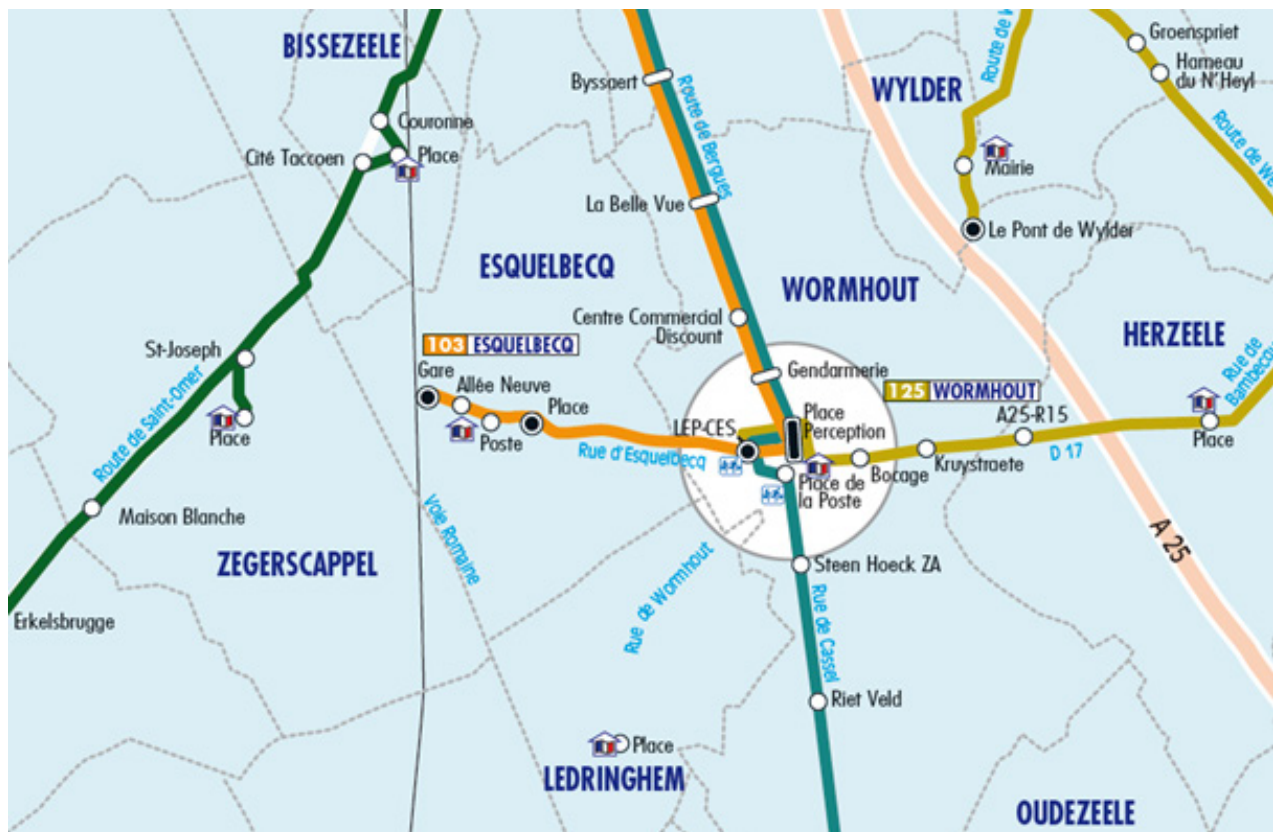 BISSEZEELE
Groenspriet
Hameau
du N'Heyl
Byssaert
Route de Bergues
WYLDER
Couronne
Cité Taccoen
Place
Mairie
La Belle Vue
Le Pont de Wylder
ESQUELBECQ
WORMHOUT
Centre Commercial
Discount
HERZEELE
St-Joseph
103 ESQUELBECQ
Gendarmerie
Gare
Allée Neuve
125 WORMHOUT
Rue de
Bambecque
Route de Saint-Omer
Place
Place
LEP-CES
Place
Perception
A25-R15
Place
Poste
Rue d'Esquelbecq
Bocage
Kruystraete
D 17
Place de
la Poste
Maison Blanche
Voie Romaine
A 25
ZEGERSCAPPEL
Rue de Wormhout
Steen Hoeck ZA
Erkelsbrugge
Rue de Cassel
Riet Veld
Place
LEDRINGHEM
OUDEZEELE